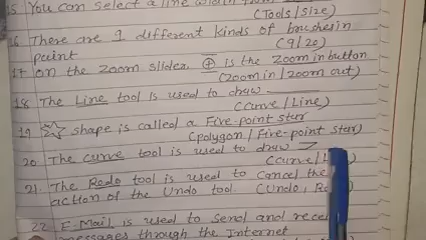 15. You can select a line width from
(Tools/Size)
16. There are 9 different kinds of brushes in
paint (9/20)
17. on the zoom slider, ⊕ is the zoom in button
(zoom in / zoom out)
18 The Line tool is used to draw
(Curve/Line)
19 shape is called a Five-point star
(Polygon/Five-point star)
20. The curve tool is used to draw
(Curve/L
21. The Redo tool is used to cancel the
action of the Undo tool (Undo, Re
22. E-Mail is used to send and rece
messages through the Internet